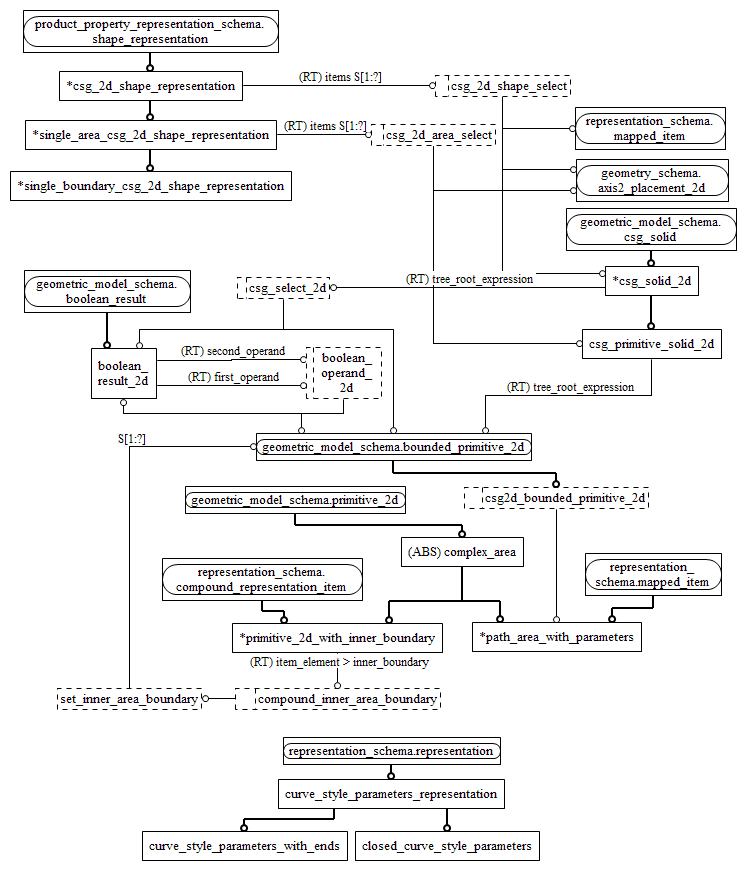 product_property_representation_schema.
shape_representation
*csg_2d_shape_representation
(RT) items S[1:?]
csg_2d_shape_select
*single_area_csg_2d_shape_representation
(RT) items S[1:?]
csg_2d_area_select
representation_schema.
mapped_item
*single_boundary_csg_2d_shape_representation
geometry_schema.
axis2_placement_2d
geometric_model_schema.
csg_solid
geometric_model_schema.
boolean_result
csg_select_2d
(RT) tree_root_expression
*csg_solid_2d
boolean_
result_2d
(RT) second_operand
(RT) first_operand
boolean_
operand_
2d
csg_primitive_solid_2d
(RT) tree_root_expression
S[1:?]
geometric_model_schema.bounded_primitive_2d
geometric_model_schema.primitive_2d
csg2d_bounded_primitive_2d
(ABS) complex_area
representation_schema.
compound_representation_item
representation_
schema.mapped_item
*primitive_2d_with_inner_boundary
*path_area_with_parameters
(RT) item_element > inner_boundary
set_inner_area_boundary
compound_inner_area_boundary
representation_schema.representation
curve_style_parameters_representation
curve_style_parameters_with_ends
closed_curve_style_parameters